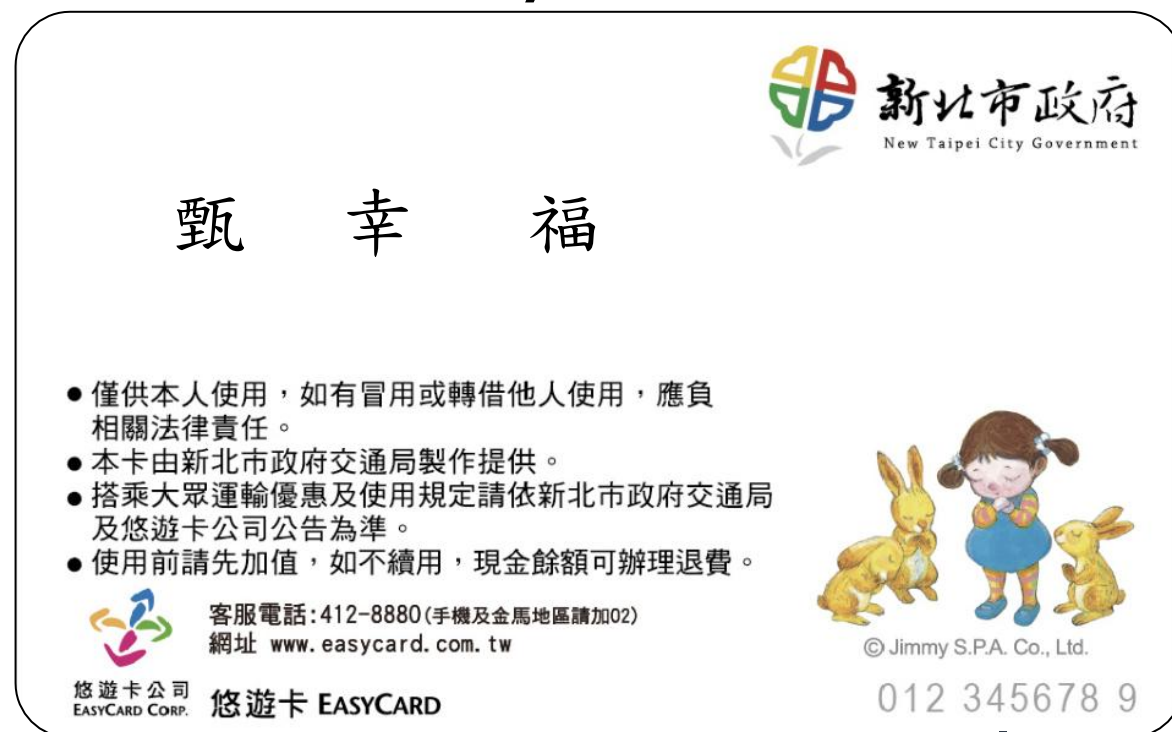 新北市政府
New Taipei City Government
甄 幸 福
●僅供本人使用，如有冒用或轉借他人使用，應負
相關法律責任。
●本卡由新北市政府交通局製作提供。
●搭乘大眾運輸優惠及使用規定請依新北市政府交通局
及悠遊卡公司公告為準。
●使用前請先加值，如不續用，現金餘額可辦理退費。
客服電話:412-8880(手機及金馬地區請加02)
網址 www.easycard.com.tw
© Jimmy S.P.A. Co., Ltd.
悠遊卡公司
EASYCARD CORP.
悠遊卡 EASYCARD
012 345678 9